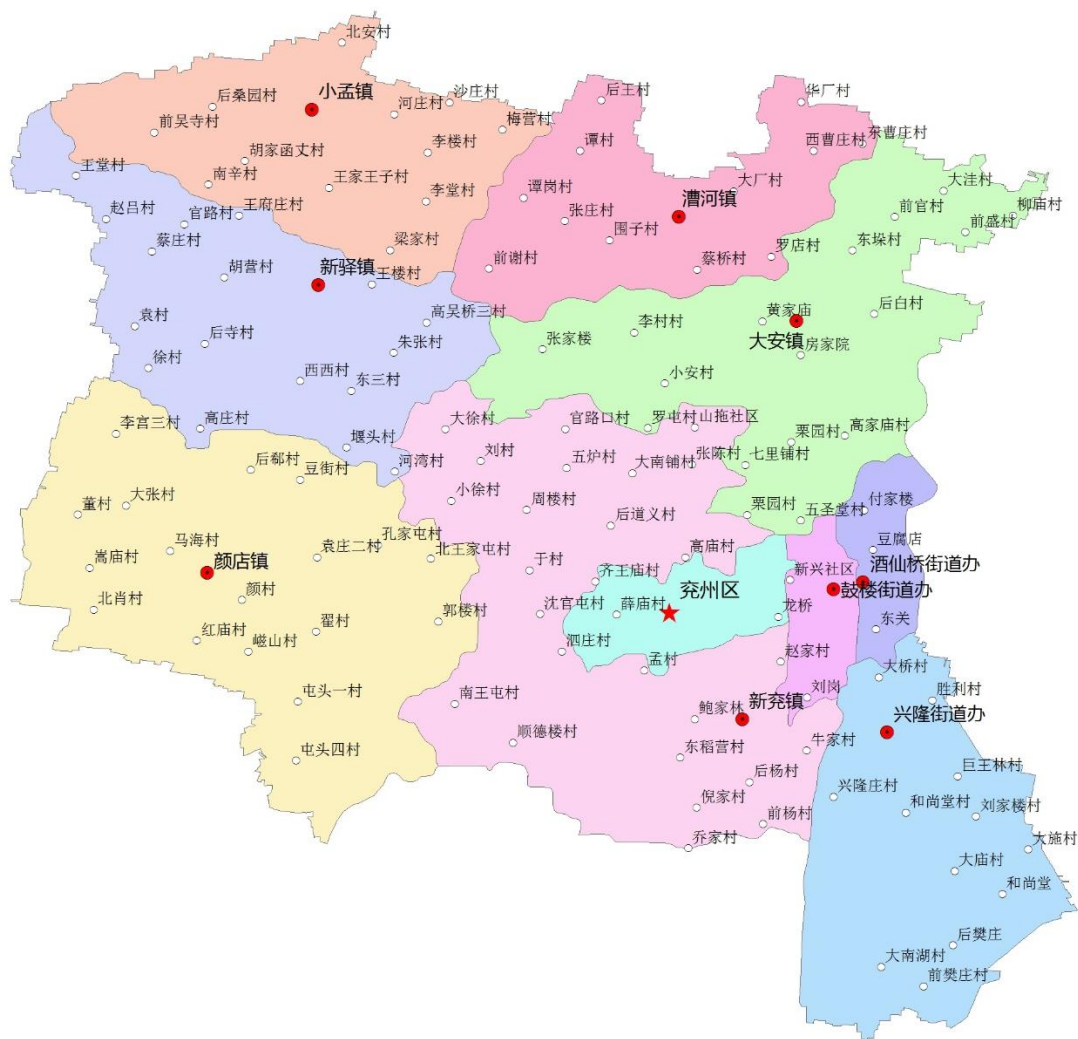 北安村
后桑园村
小孟镇
河庄村
沙庄村
后王村
华厂村
前吴寺村
梅营村
胡家函丈村
李楼村
谭村
西曹庄村
东曹庄村
王堂村
南辛村
王家王子村
李堂村
谭岗村
大厂村
大洼村
赵吕村
官路村
王府庄村
张庄村
漕河镇
前官村
柳庙村
前盛村
蔡庄村
梁家村
围子村
罗店村
东垛村
胡营村
新驿镇
王楼村
前谢村
蔡桥村
袁村
后寺村
高吴桥三村
黄家庙
后白村
李村村
大安镇
徐村
朱张村
张家楼
房家院
西西村
东三村
小安村
李宫三村
高庄村
大徐村
官路口村
罗屯村
山拖社区
栗园村
高家庙村
堰头村
后郗村
豆街村
河湾村
刘村
五炉村
大南铺村
张陈村
七里铺村
董村
大张村
小徐村
周楼村
后道义村
栗园村
五圣堂村
付家楼
马海村
袁庄二村
孔家屯村
北王家屯村
高庙村
豆腐店
嵩庙村
颜店镇
于村
齐王庙村
兖州区
新兴社区
酒仙桥街道办
鼓楼街道办
北肖村
颜村
郭楼村
沈官屯村
薛庙村
龙桥
东关
红庙村
嵫山村
翟村
泗庄村
孟村
赵家村
大桥村
屯头一村
南王屯村
鲍家林
新兖镇
刘岗
胜利村
兴隆街道办
屯头四村
顺德楼村
东稻营村
牛家村
后杨村
巨王林村
兴隆庄村
倪家村
前杨村
和尚堂村
刘家楼村
乔家村
大施村
大庙村
和尚堂
后樊庄
大南湖村
前樊庄村